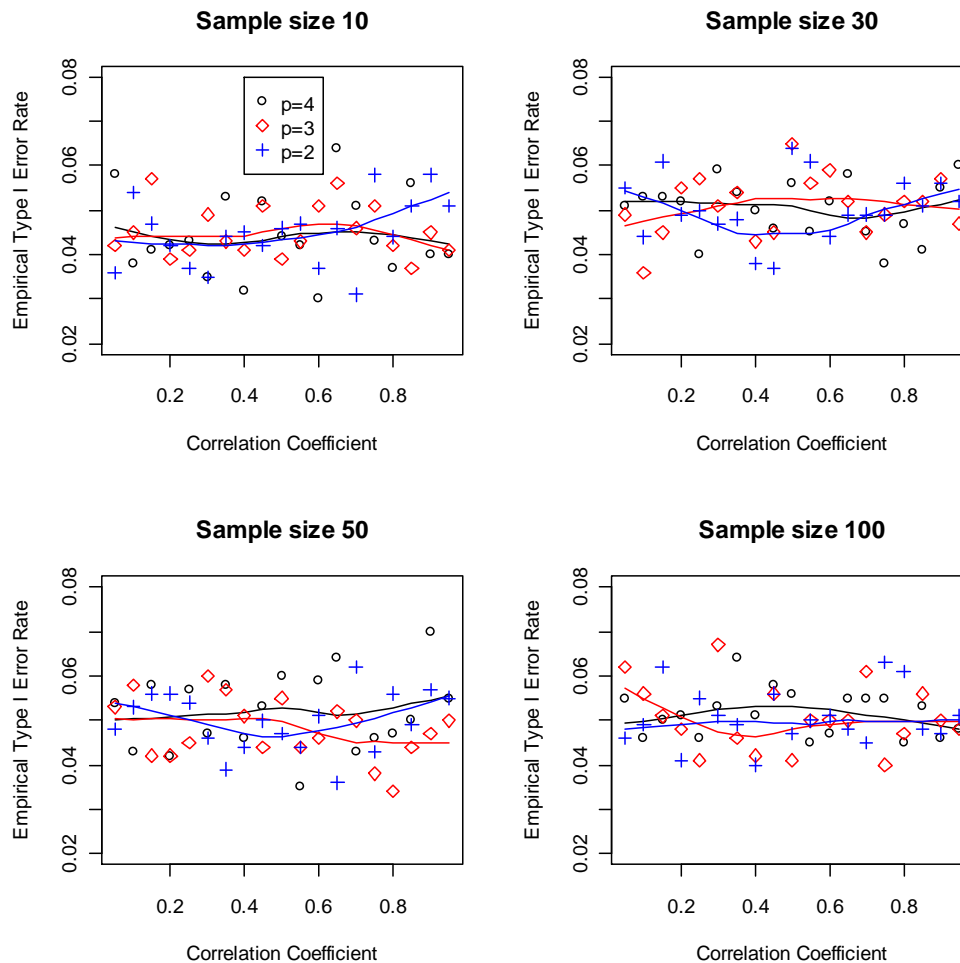 Sample size 10
Empirical Type I Error Rate
0.08
0.06
0.04
0.02
p=4
p=3
p=2
0.2 0.4 0.6 0.8
Correlation Coefficient
Sample size 30
Empirical Type I Error Rate
0.08
0.06
0.04
0.02
0.2 0.4 0.6 0.8
Correlation Coefficient
Sample size 50
Empirical Type I Error Rate
0.08
0.06
0.04
0.02
0.2 0.4 0.6 0.8
Correlation Coefficient
Sample size 100
Empirical Type I Error Rate
0.08
0.06
0.04
0.02
0.2 0.4 0.6 0.8
Correlation Coefficient